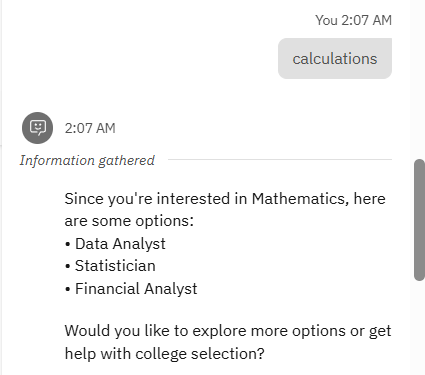 You 2:07 AM
calculations
2:07 AM
Information gathered
Since you're interested in Mathematics, here
are some options:
• Data Analyst
• Statistician
• Financial Analyst
Would you like to explore more options or get
help with college selection?